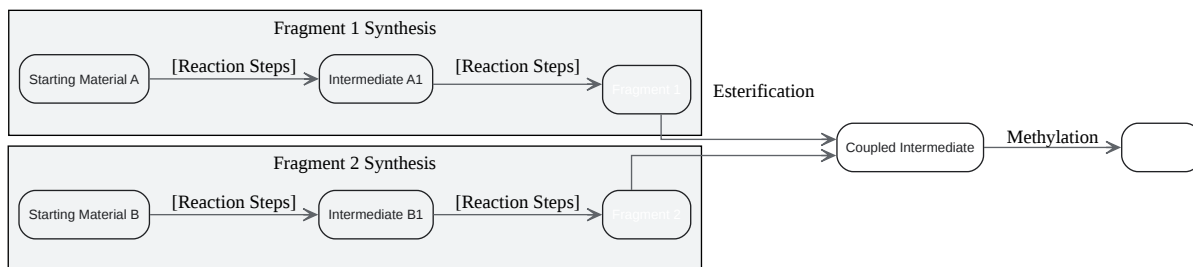 Fragment 1 Synthesis
Starting Material A
[Reaction Steps]
Intermediate A1
[Reaction Steps]
Fragment 1
Esterification
Coupled Intermediate
Methylation
Fragment 2 Synthesis
Starting Material B
[Reaction Steps]
Intermediate B1
[Reaction Steps]
Fragment 2